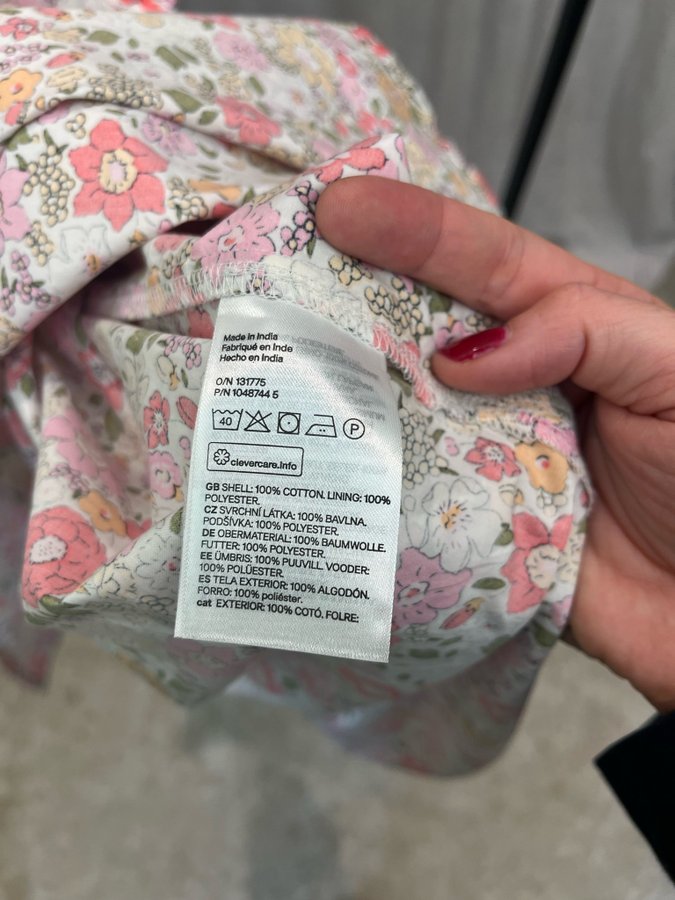 Made in India
Fabriqué en Inde
Hecho en India
O/N 131775
P/N 1048744 5
40
P
clevercare.info
GB SHELL: 100% COTTON. LINING: 100%
POLYESTER.
CZ SVRCHNÍ LÁTKA: 100% BAVLNA.
PODŠÍVKA: 100% POLYESTER.
DE OBERMATERIAL: 100% BAUMWOLLE.
FUTTER: 100% POLYESTER.
EE ÜMBRIS: 100% PUUVILL. VOODER:
100% POLÜESTER.
ES TELA EXTERIOR: 100% ALGODÓN.
FORRO: 100% poliéster.
cat EXTERIOR: 100% COTÓ. FOLRE: